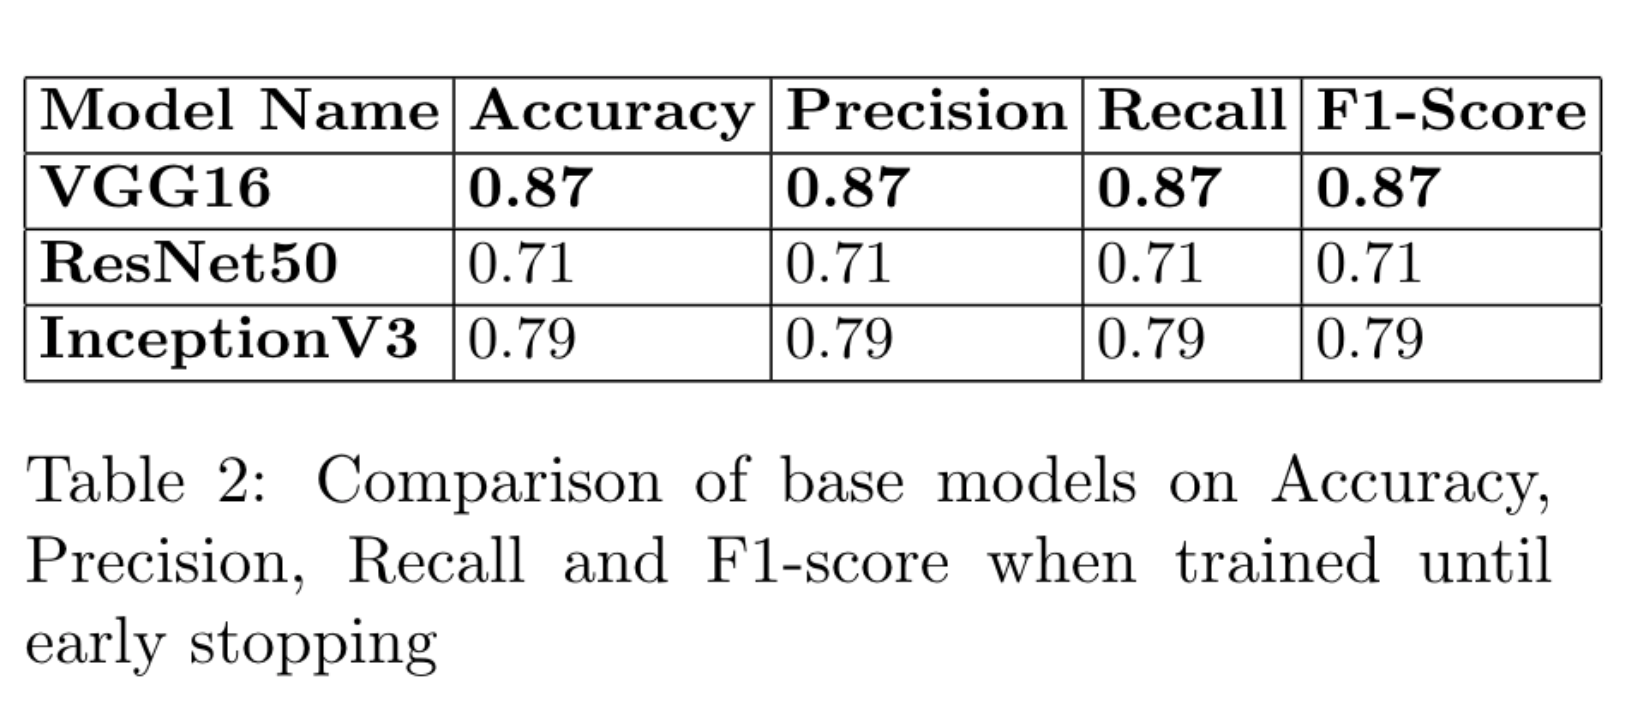 Model Name Accuracy Precision Recall F1-Score
VGG16 0.87 0.87 0.87 0.87
ResNet50 0.71 0.71 0.71 0.71
InceptionV3 0.79 0.79 0.79 0.79
Table 2: Comparison of base models on Accuracy,
Precision, Recall and F1-score when trained until
early stopping